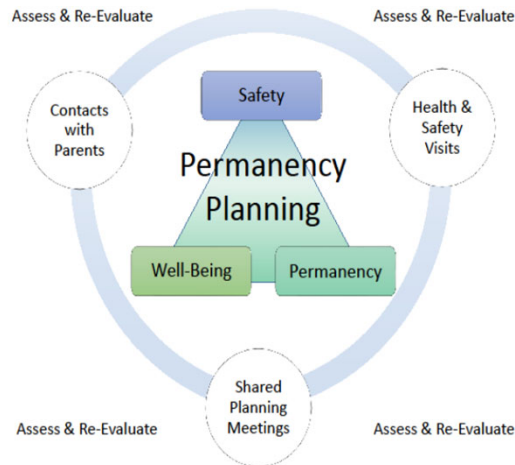 Assess & Re-Evaluate
Assess & Re-Evaluate
Contacts
with
Parents
Safety
Health &
Safety
Visits
Permanency
Planning
Well-Being
Permanency
Shared
Planning
Meetings
Assess & Re-Evaluate
Assess & Re-Evaluate